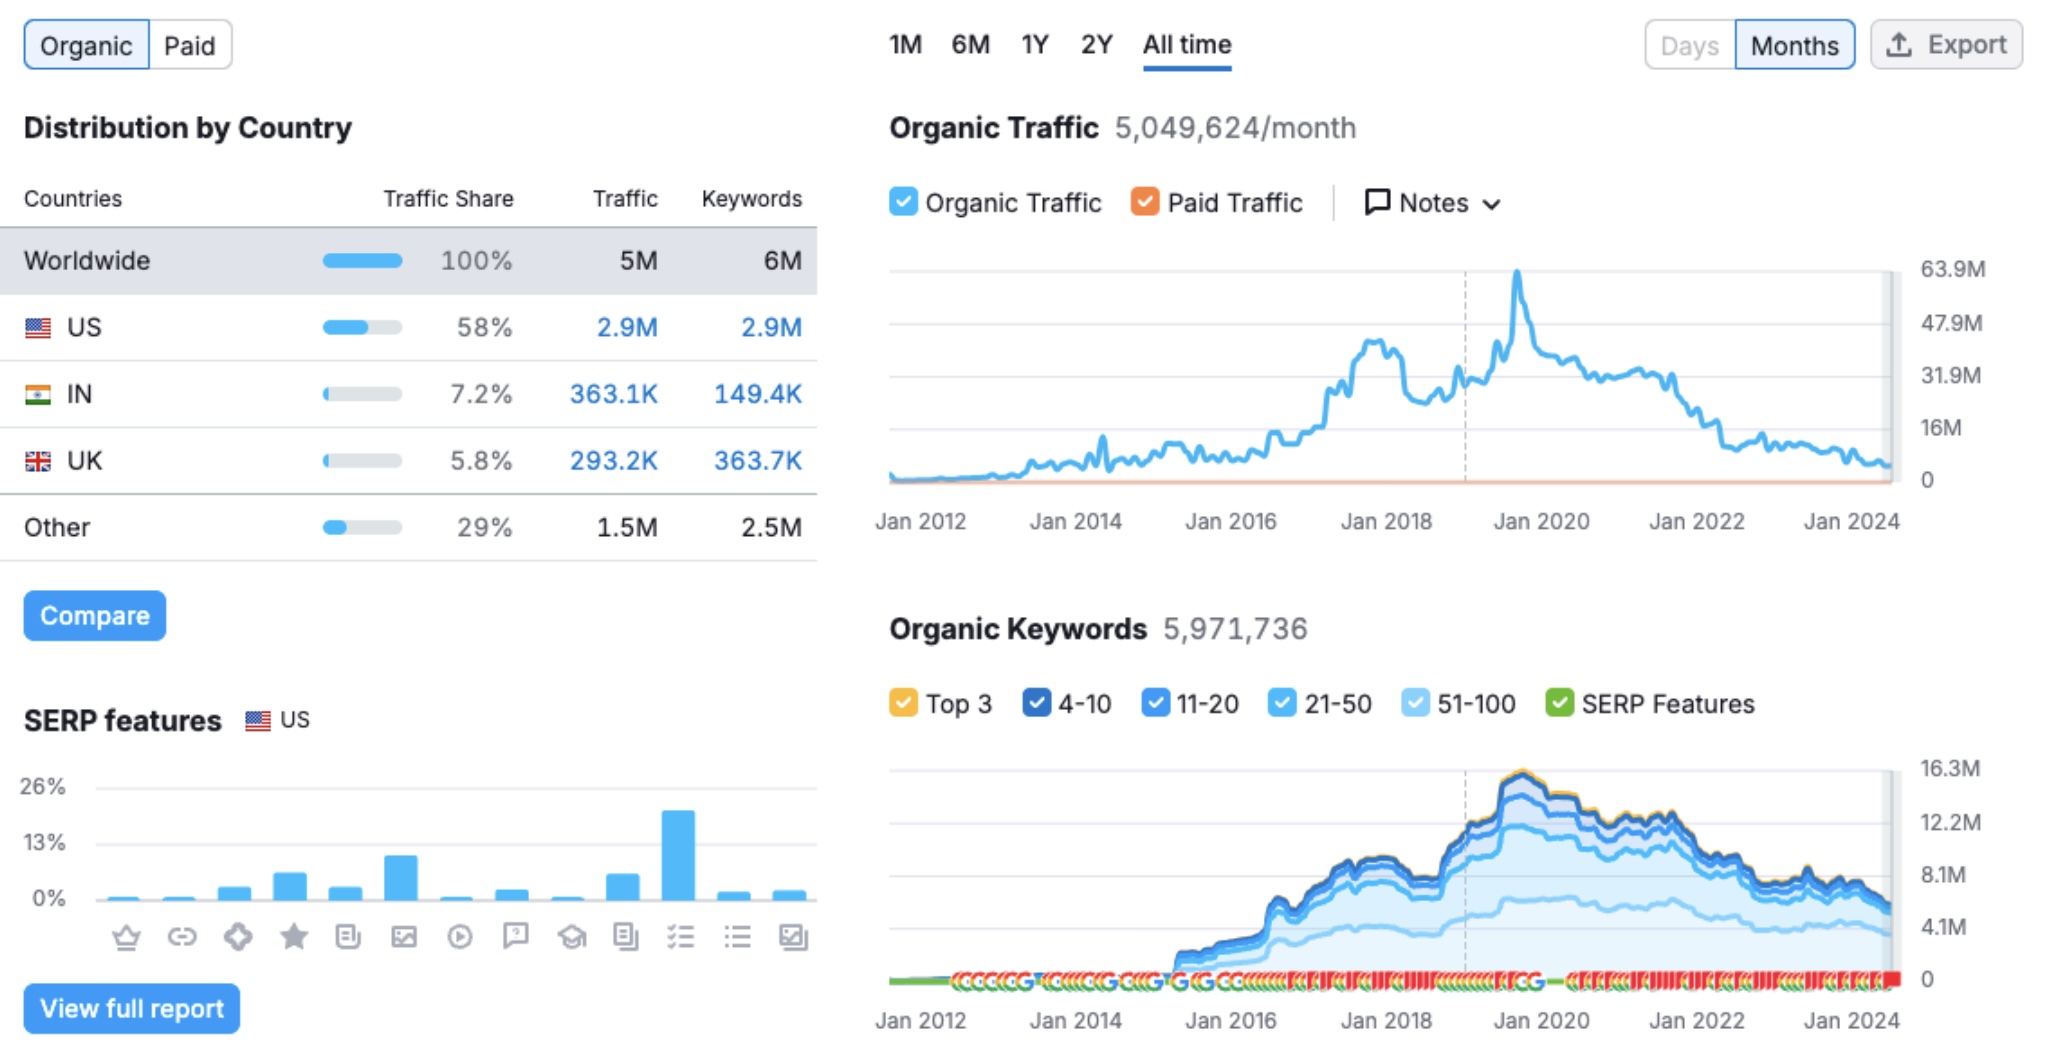 Organic Paid
Distribution by Country
Countries Traffic Share Traffic Keywords
Worldwide 100% 5M 6M
US 58% 2.9M 2.9M
IN 7.2% 363.1K 149.4K
UK 5.8% 293.2K 363.7K
Other 29% 1.5M 2.5M
Compare
SERP features US
26%
13%
0%
View full report
1M 6M 1Y 2Y All time
Days Months Export
Organic Traffic 5,049,624/month
Organic Traffic Paid Traffic Notes
63.9M
47.9M
31.9M
16M
0
Jan 2012 Jan 2014 Jan 2016 Jan 2018 Jan 2020 Jan 2022 Jan 2024
Organic Keywords 5,971,736
Top 3 4-10 11-20 21-50 51-100 SERP Features
16.3M
12.2M
8.1M
4.1M
0
Jan 2012 Jan 2014 Jan 2016 Jan 2018 Jan 2020 Jan 2022 Jan 2024